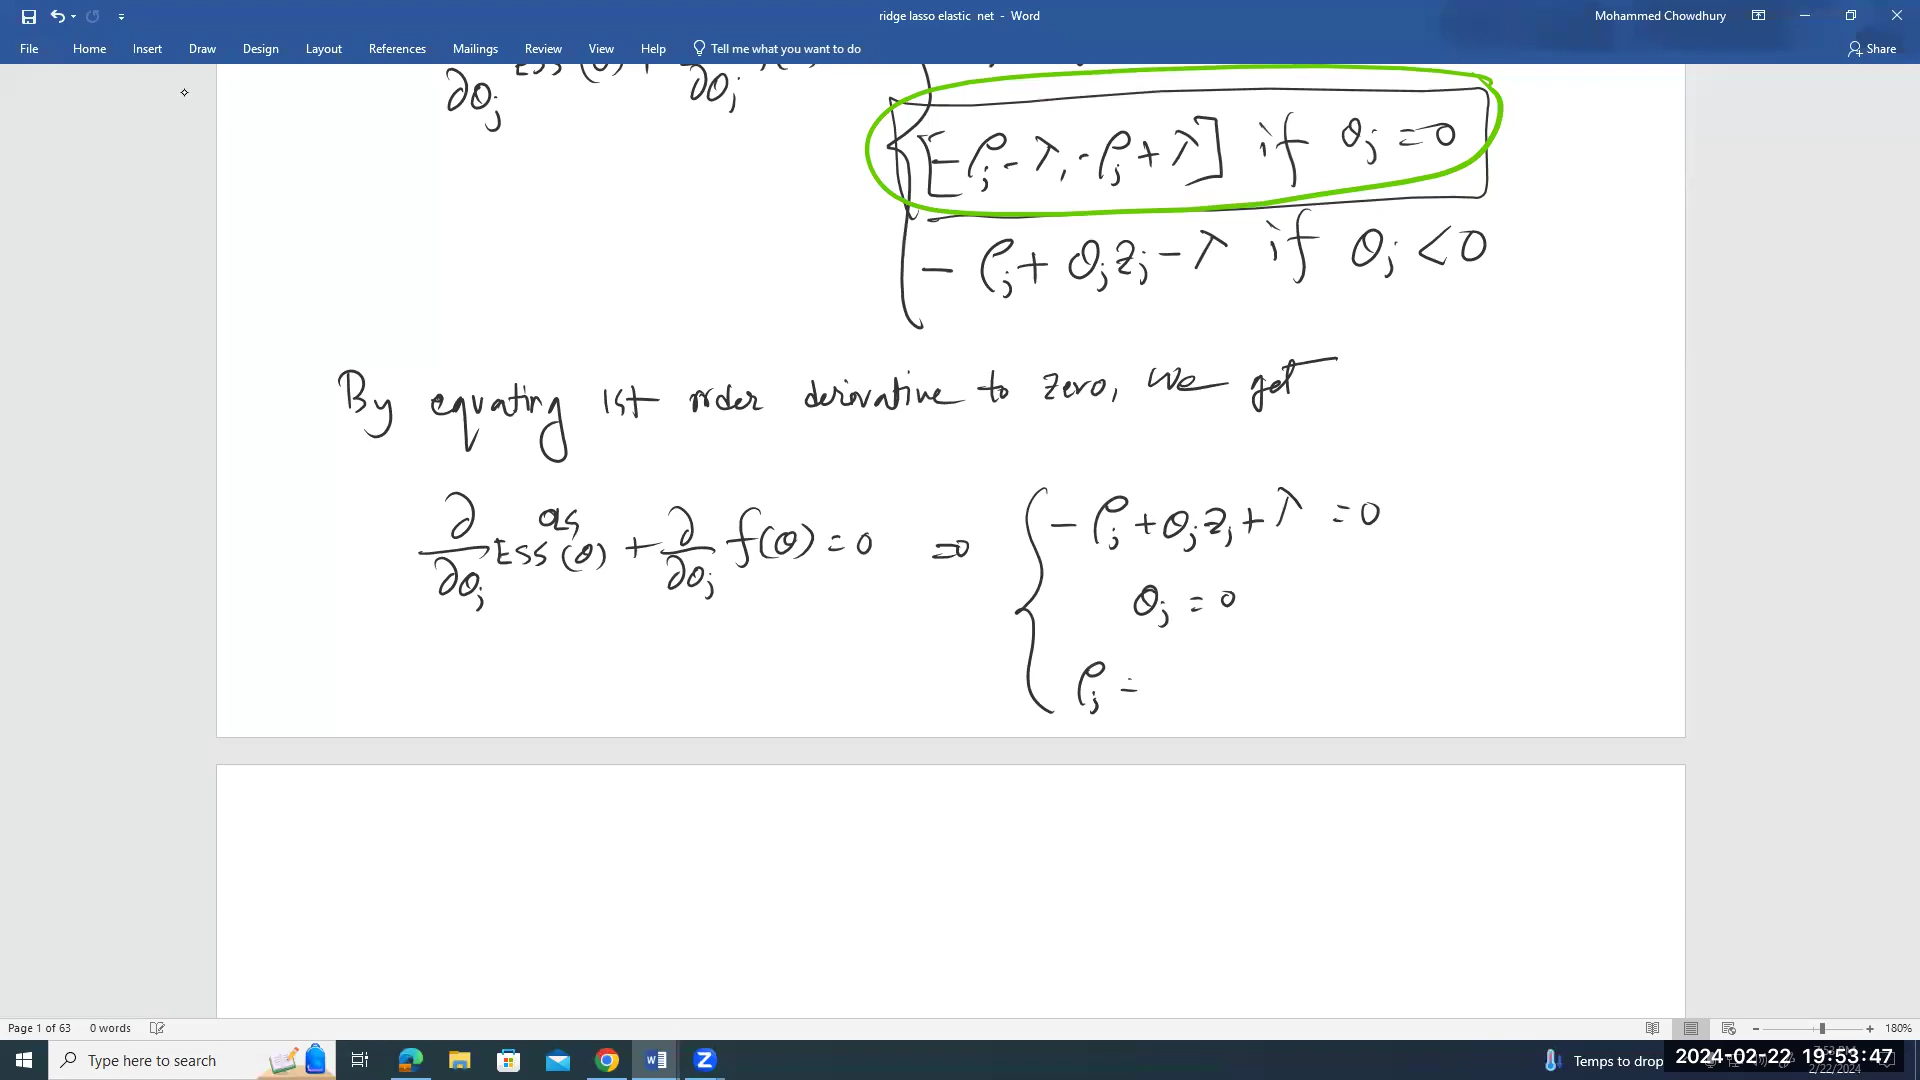 ridge lasso elastic net - Word
Mohammed Chowdhury
File Home Insert Draw Design Layout References Mailings Review View Help Tell me what you want to do
Share
∂θj ESS(θ) + ∂θj
[-ρj - λ, -ρj + λ] if θj = 0
- ρj + θjzj - λ if θj < 0
By equating 1st order derivative to zero, we get
∂/∂θj ESS(θ) + ∂/∂θj f(θ) = 0 ⇒ { - ρj + θjzj + λ = 0
θj = 0
ρj =
Page 1 of 63 0 words
180%
Type here to search
Temps to drop
2024-02-22 19:53:47
2/22/2024